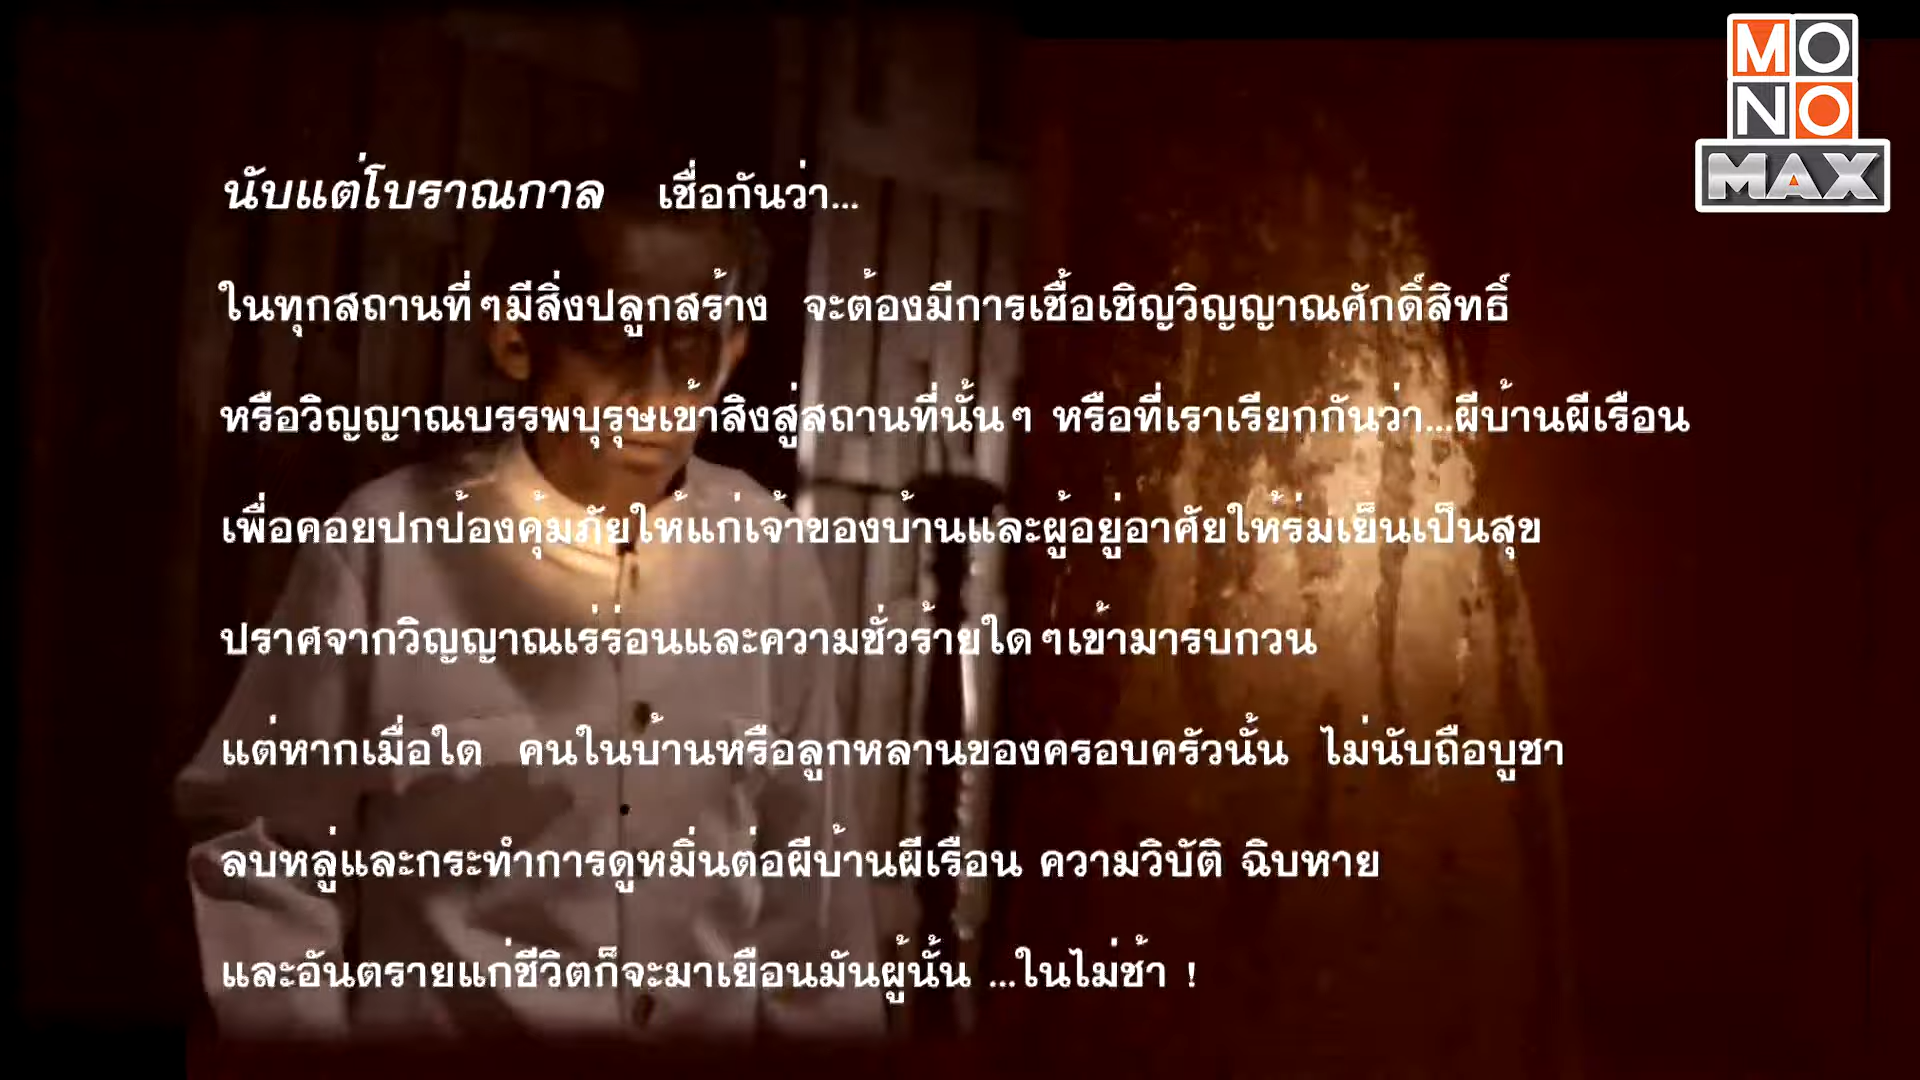 MONO
MAX
นับแต่โบราณกาล เชื่อกันว่า...
ในทุกสถานที่ๆมีสิ่งปลูกสร้าง จะต้องมีการเชื้อเชิญวิญญาณศักดิ์สิทธิ์
หรือวิญญาณบรรพบุรุษเข้าสิงสู่สถานที่นั้นๆ หรือที่เราเรียกกันว่า...ผีบ้านผีเรือน
เพื่อคอยปกป้องคุ้มภัยให้แก่เจ้าของบ้านและผู้อยู่อาศัยให้ร่มเย็นเป็นสุข
ปราศจากวิญญาณเร่ร่อนและความชั่วร้ายใดๆเข้ามารบกวน
แต่หากเมื่อใด คนในบ้านหรือลูกหลานของครอบครัวนั้น ไม่นับถือบูชา
ลบหลู่และกระทำการดูหมิ่นต่อผีบ้านผีเรือน ความวิบัติ ฉิบหาย
และอันตรายแก่ชีวิตก็จะมาเยือนมันผู้นั้น ...ในไม่ช้า !